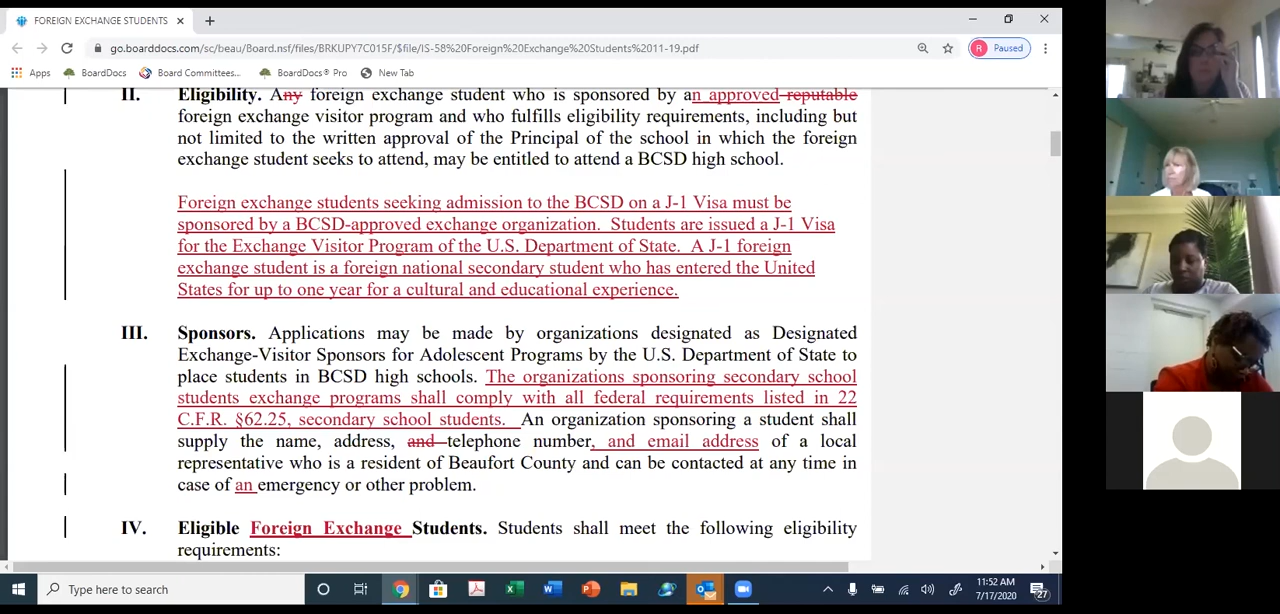 FOREIGN EXCHANGE STUDENTS
go.boarddocs.com/sc/beau/Board.nsf/files/BRKUPY7C015F/$file/IS-58%20Foreign%20Exchange%20Students%2011-19.pdf
R Paused
Apps BoardDocs Board Committees... BoardDocs® Pro New Tab
II. Eligibility. Any foreign exchange student who is sponsored by an approved reputable
foreign exchange visitor program and who fulfills eligibility requirements, including but
not limited to the written approval of the Principal of the school in which the foreign
exchange student seeks to attend, may be entitled to attend a BCSD high school.
Foreign exchange students seeking admission to the BCSD on a J-1 Visa must be
sponsored by a BCSD-approved exchange organization. Students are issued a J-1 Visa
for the Exchange Visitor Program of the U.S. Department of State. A J-1 foreign
exchange student is a foreign national secondary student who has entered the United
States for up to one year for a cultural and educational experience.
III. Sponsors. Applications may be made by organizations designated as Designated
Exchange-Visitor Sponsors for Adolescent Programs by the U.S. Department of State to
place students in BCSD high schools. The organizations sponsoring secondary school
students exchange programs shall comply with all federal requirements listed in 22
C.F.R. §62.25, secondary school students. An organization sponsoring a student shall
supply the name, address, and telephone number, and email address of a local
representative who is a resident of Beaufort County and can be contacted at any time in
case of an emergency or other problem.
IV. Eligible Foreign Exchange Students. Students shall meet the following eligibility
requirements:
Type here to search
11:52 AM
7/17/2020
27